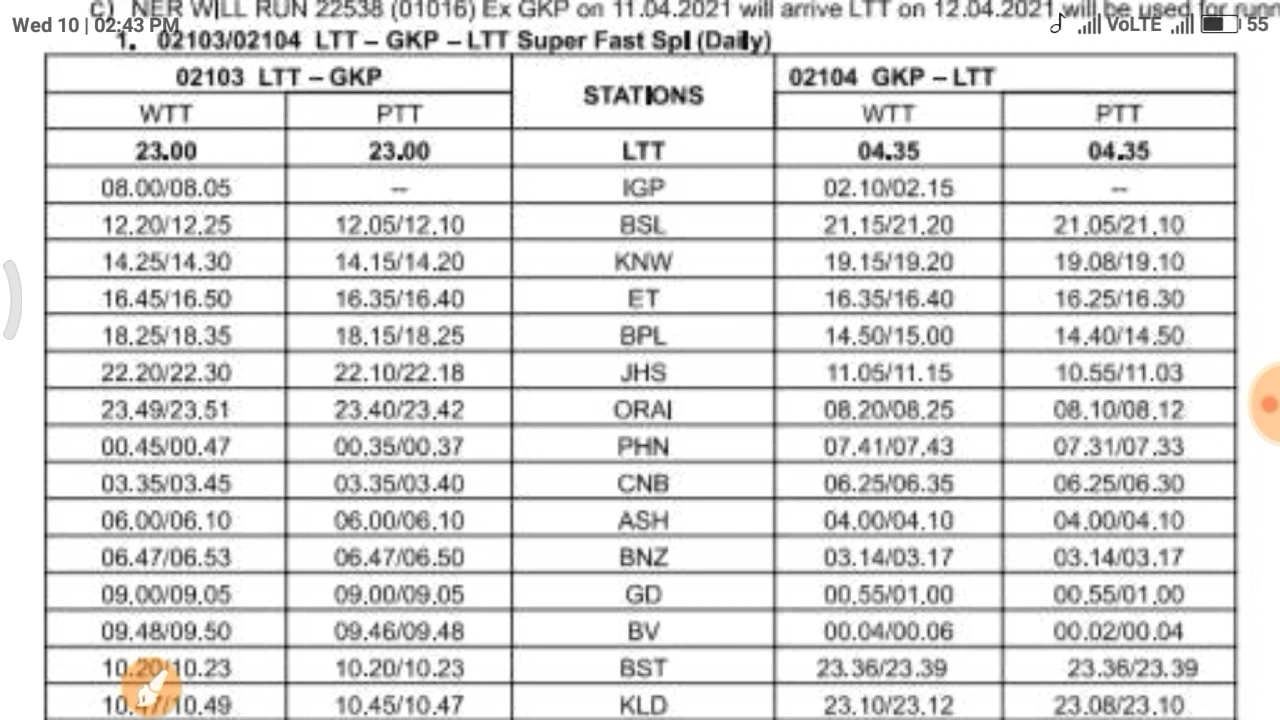 c) NER WILL RUN 22538 (01016) Ex GKP on 11.04.2021 will arrive LTT on 12.04.2021 will be used for
Wed 10 | 02:43 PM VoLTE 55
1. 02103/02104 LTT – GKP – LTT Super Fast Spl (Daily)
02103 LTT – GKP STATIONS 02104 GKP – LTT
WTT PTT WTT PTT
23.00 23.00 LTT 04.35 04.35
08.00/08.05 -- IGP 02.10/02.15 --
12.20/12.25 12.05/12.10 BSL 21.15/21.20 21.05/21.10
14.25/14.30 14.15/14.20 KNW 19.15/19.20 19.08/19.10
16.45/16.50 16.35/16.40 ET 16.35/16.40 16.25/16.30
18.25/18.35 18.15/18.25 BPL 14.50/15.00 14.40/14.50
22.20/22.30 22.10/22.18 JHS 11.05/11.15 10.55/11.03
23.49/23.51 23.40/23.42 ORAI 08.20/08.25 08.10/08.12
00.45/00.47 00.35/00.37 PHN 07.41/07.43 07.31/07.33
03.35/03.45 03.35/03.40 CNB 06.25/06.35 06.25/06.30
06.00/06.10 06.00/06.10 ASH 04.00/04.10 04.00/04.10
06.47/06.53 06.47/06.50 BNZ 03.14/03.17 03.14/03.17
09.00/09.05 09.00/09.05 GD 00.55/01.00 00.55/01.00
09.48/09.50 09.46/09.48 BV 00.04/00.06 00.02/00.04
10.20/10.23 10.20/10.23 BST 23.36/23.39 23.36/23.39
10.47/10.49 10.45/10.47 KLD 23.10/23.12 23.08/23.10